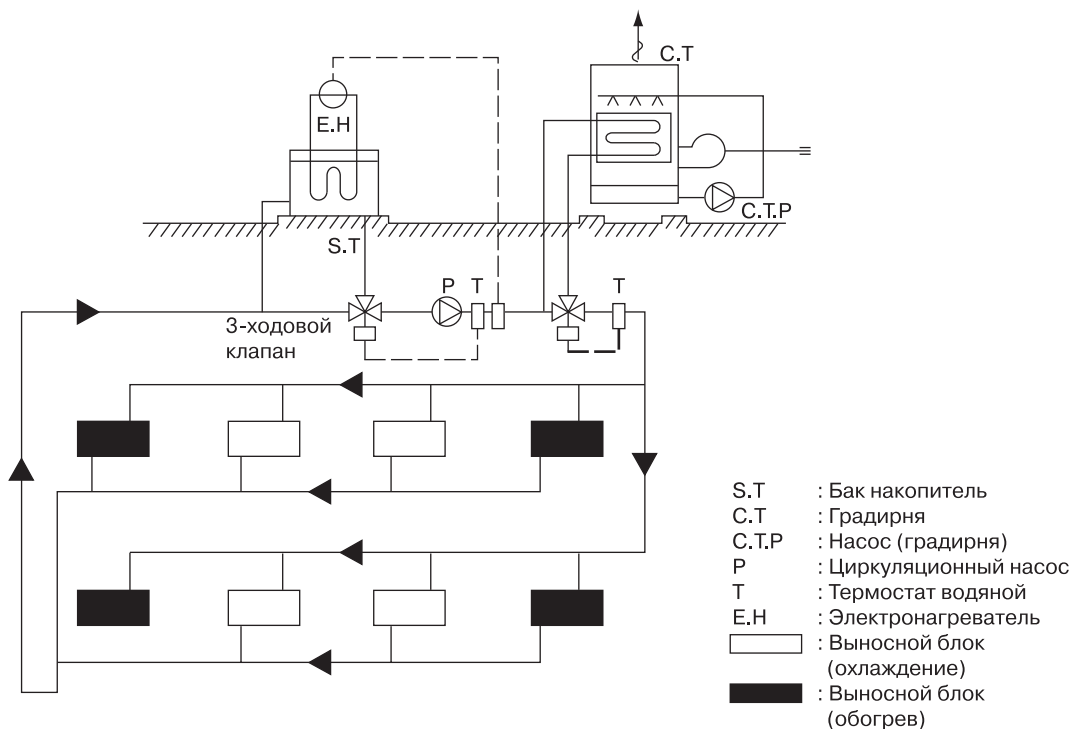 C.T
E.H
C.T.P
S.T
P
T
T
3-ходовой
клапан
S.T : Бак накопитель
C.T : Градирня
C.T.P : Насос (градирня)
P : Циркуляционный насос
T : Термостат водяной
E.H : Электронагреватель
: Выносной блок
(охлаждение)
: Выносной блок
(обогрев)